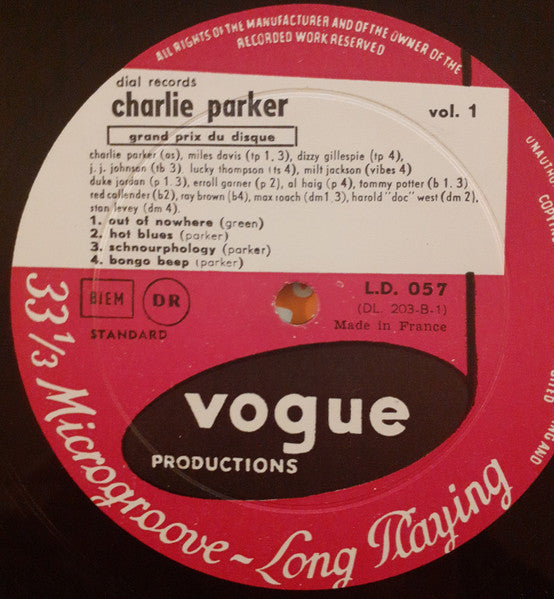 ALL RIGHTS OF THE MANUFACTURER AND OF THE OWNER OF THE
RECORDED WORK RESERVED
UNAUTHO
COPYING
dial records
charlie parker
vol. 1
grand prix du disque
charlie parker (as), miles davis (tp 1, 3), dizzy gillespie (tp 4),
j. j. johnson (tb 3) lucky thompson (ts 4), milt jackson (vibes 4)
duke jordan (p 1.3), erroll garner (p 2), al haig (p 4), tommy potter (b 1.3)
red callender (b2), ray brown (b4), max roach (dm 1,3), harold "doc" west (dm 2),
stan levey (dm 4).
1. out of nowhere (green)
2. hot blues (parker)
3. schnourphology (parker)
4. bongo beep (parker)
BIEM
DR
STANDARD
L.D. 057
(DL. 203-B-1)
Made in France
vogue
PRODUCTIONS
33 1/3 Microgroove - Long Playing